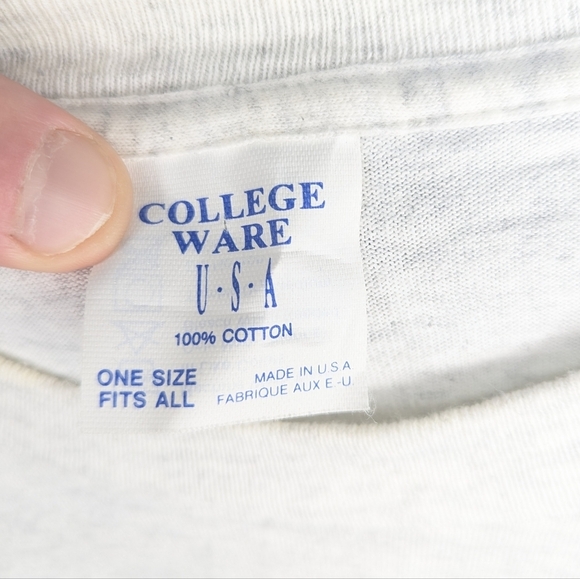 COLLEGE
WARE
U·S·A
100% COTTON
ONE SIZE
FITS ALL
MADE IN U.S.A
FABRIQUE AUX E.-U.